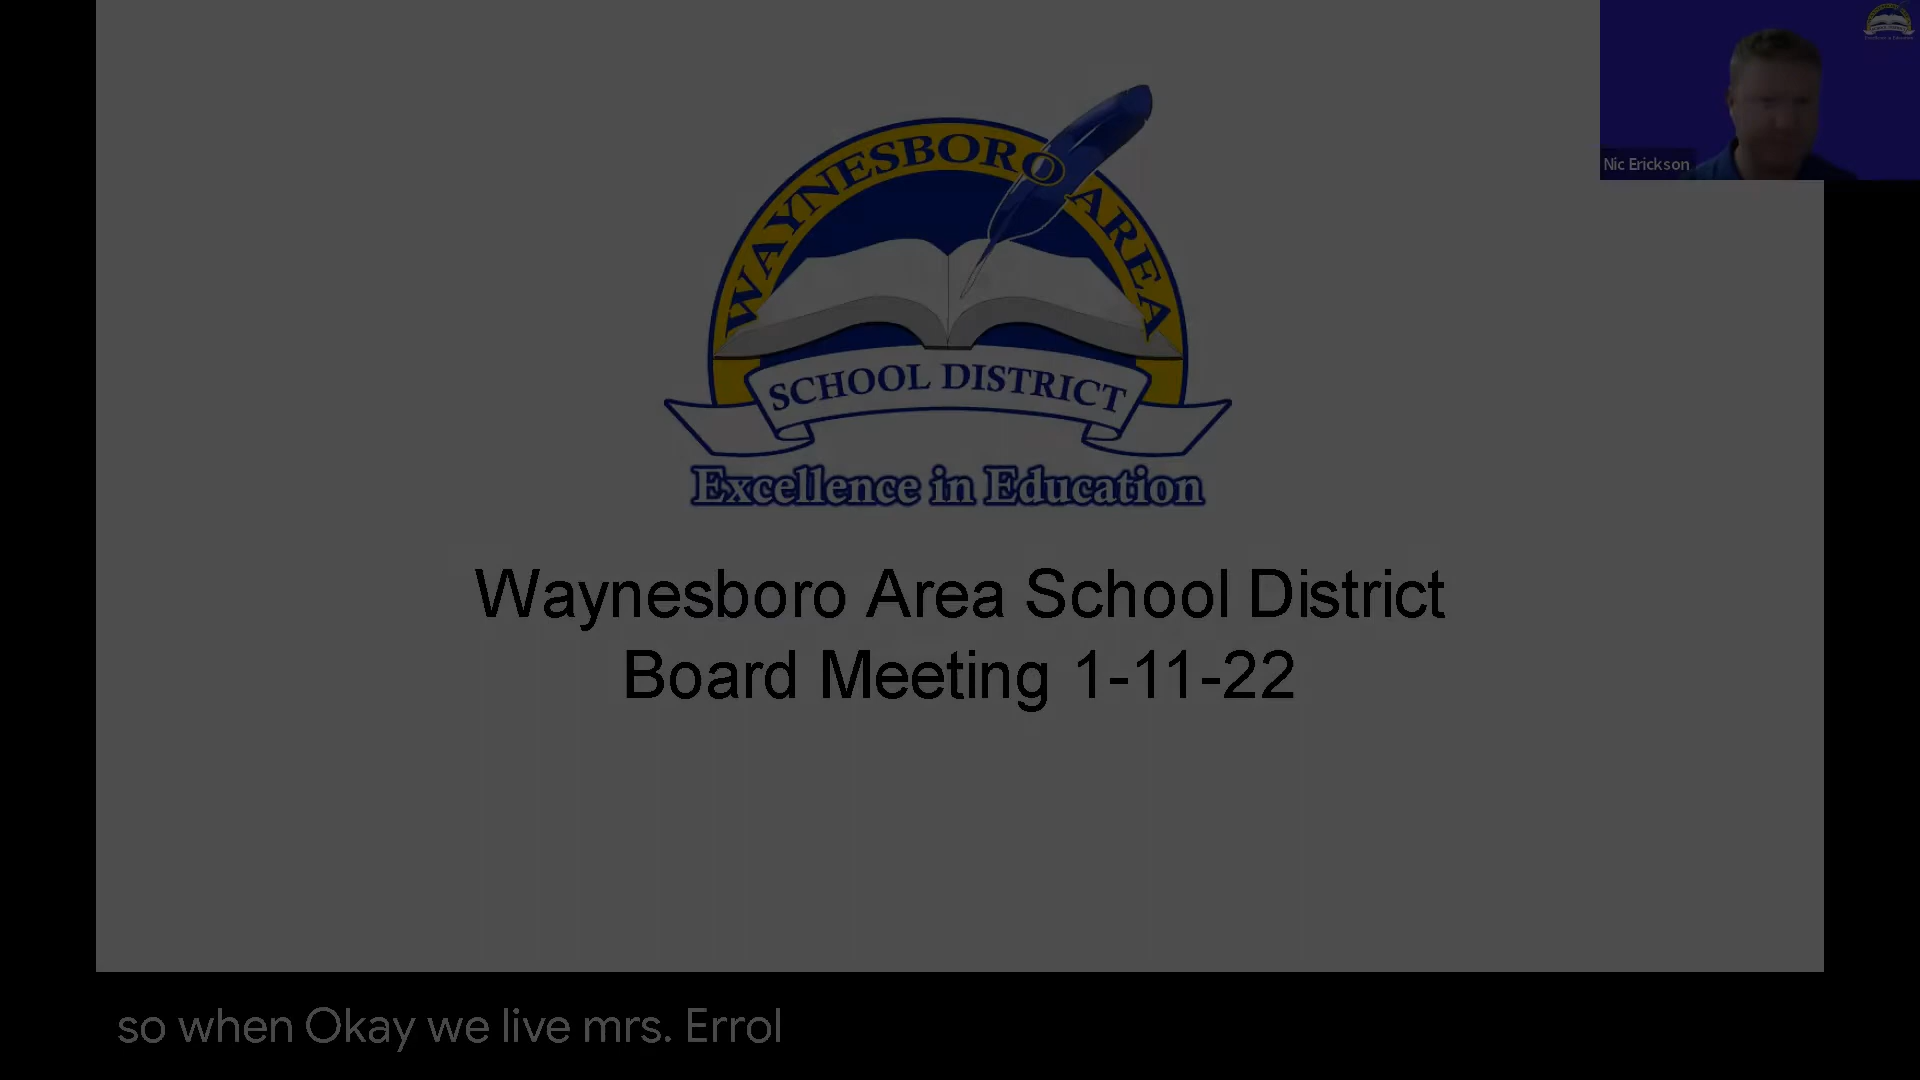 WAYNESBORO AREA
SCHOOL DISTRICT
Excellence in Education
Nic Erickson
Waynesboro Area School District
Board Meeting 1-11-22
so when Okay we live mrs. Errol